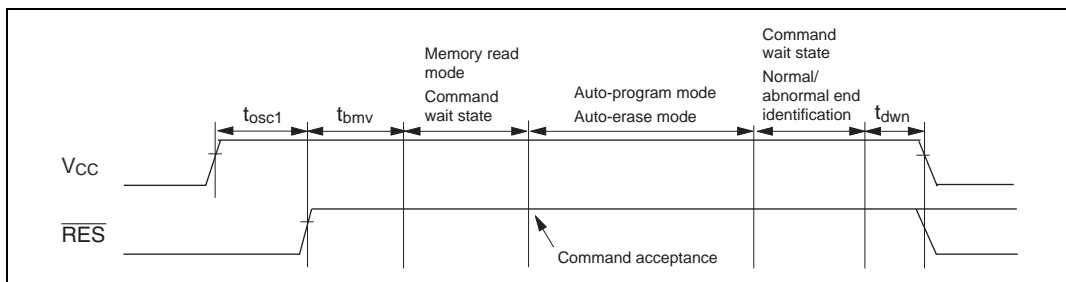 Memory read
mode
Command
wait state
Auto-program mode
Auto-erase mode
Command
wait state
Normal/
abnormal end
identification
tosc1
tbmv
tdwn
VCC
RES
Command acceptance